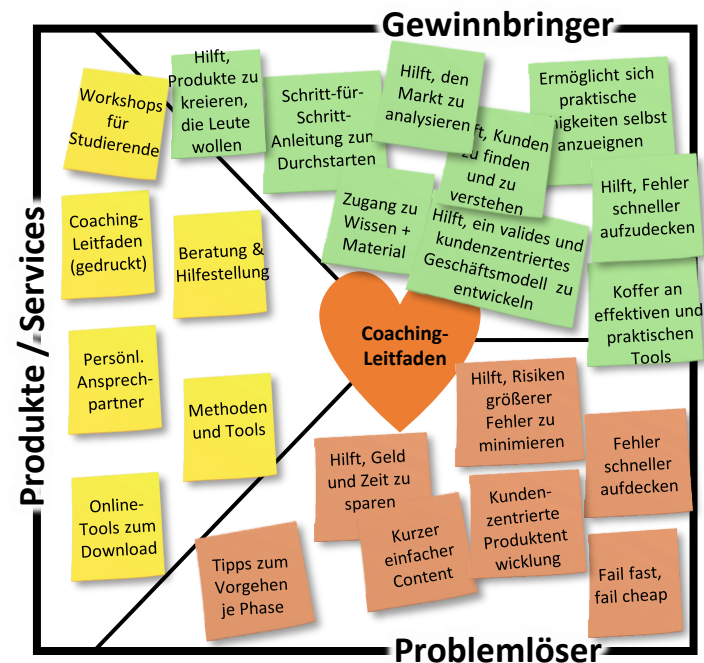 Gewinnbringer
Produkte / Services
Workshops
für
Studierende
Hilft,
Produkte zu
kreieren,
die Leute
wollen
Schritt-für-
Schritt-
Anleitung zum
Durchstarten
Hilft, den
Markt zu
analysieren
Kunden
zu finden
und zu
verstehen
Ermöglicht sich
praktische
selbst
anzueignen
Hilft, Fehler
schneller
aufzudecken
Zugang zu
Wissen +
Material
Hilft, ein valides und
kundenzentriertes
Geschäftsmodell zu
entwickeln
Koffer an
effektiven und
praktischen
Tools
Coaching-
Leitfaden
(gedruckt)
Beratung &
Hilfestellung
Persönl.
Ansprech-
partner
Methoden
und Tools
Online-
Tools zum
Download
Coaching-
Leitfaden
Hilft, Risiken
größerer
Fehler zu
minimieren
Fehler
schneller
aufdecken
Hilft, Geld
und Zeit zu
sparen
Kurzer
einfacher
Content
Kunden-
zentrierte
Produktent
wicklung
Fail fast,
fail cheap
Tipps zum
Vorgehen
je Phase
Problemlöser